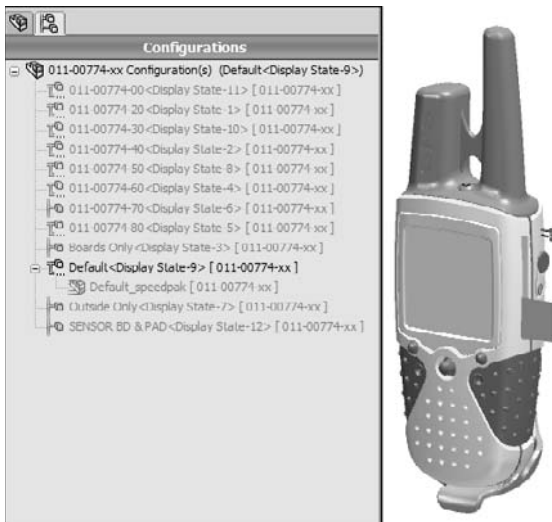 Configurations
011-00774-xx Configuration(s) (Default<Display State-9>)
011-00774-00<Display State-11> [ 011-00774-xx ]
011-00774-20<Display State-1> [ 011-00774-xx ]
011-00774-30<Display State-10> [ 011-00774-xx ]
011-00774-40<Display State-2> [ 011-00774-xx ]
011-00774-50<Display State-8> [ 011-00774-xx ]
011-00774-60<Display State-4> [ 011-00774-xx ]
011-00774-70<Display State-6> [ 011-00774-xx ]
011-00774-80<Display State-5> [ 011-00774-xx ]
Boards Only<Display State-3> [ 011-00774-xx ]
Default<Display State-9> [ 011-00774-xx ]
Default_speedpak [ 011-00774-xx ]
Outside Only<Display State-7> [ 011-00774-xx ]
SENSOR BD & PAD<Display State-12> [ 011-00774-xx ]